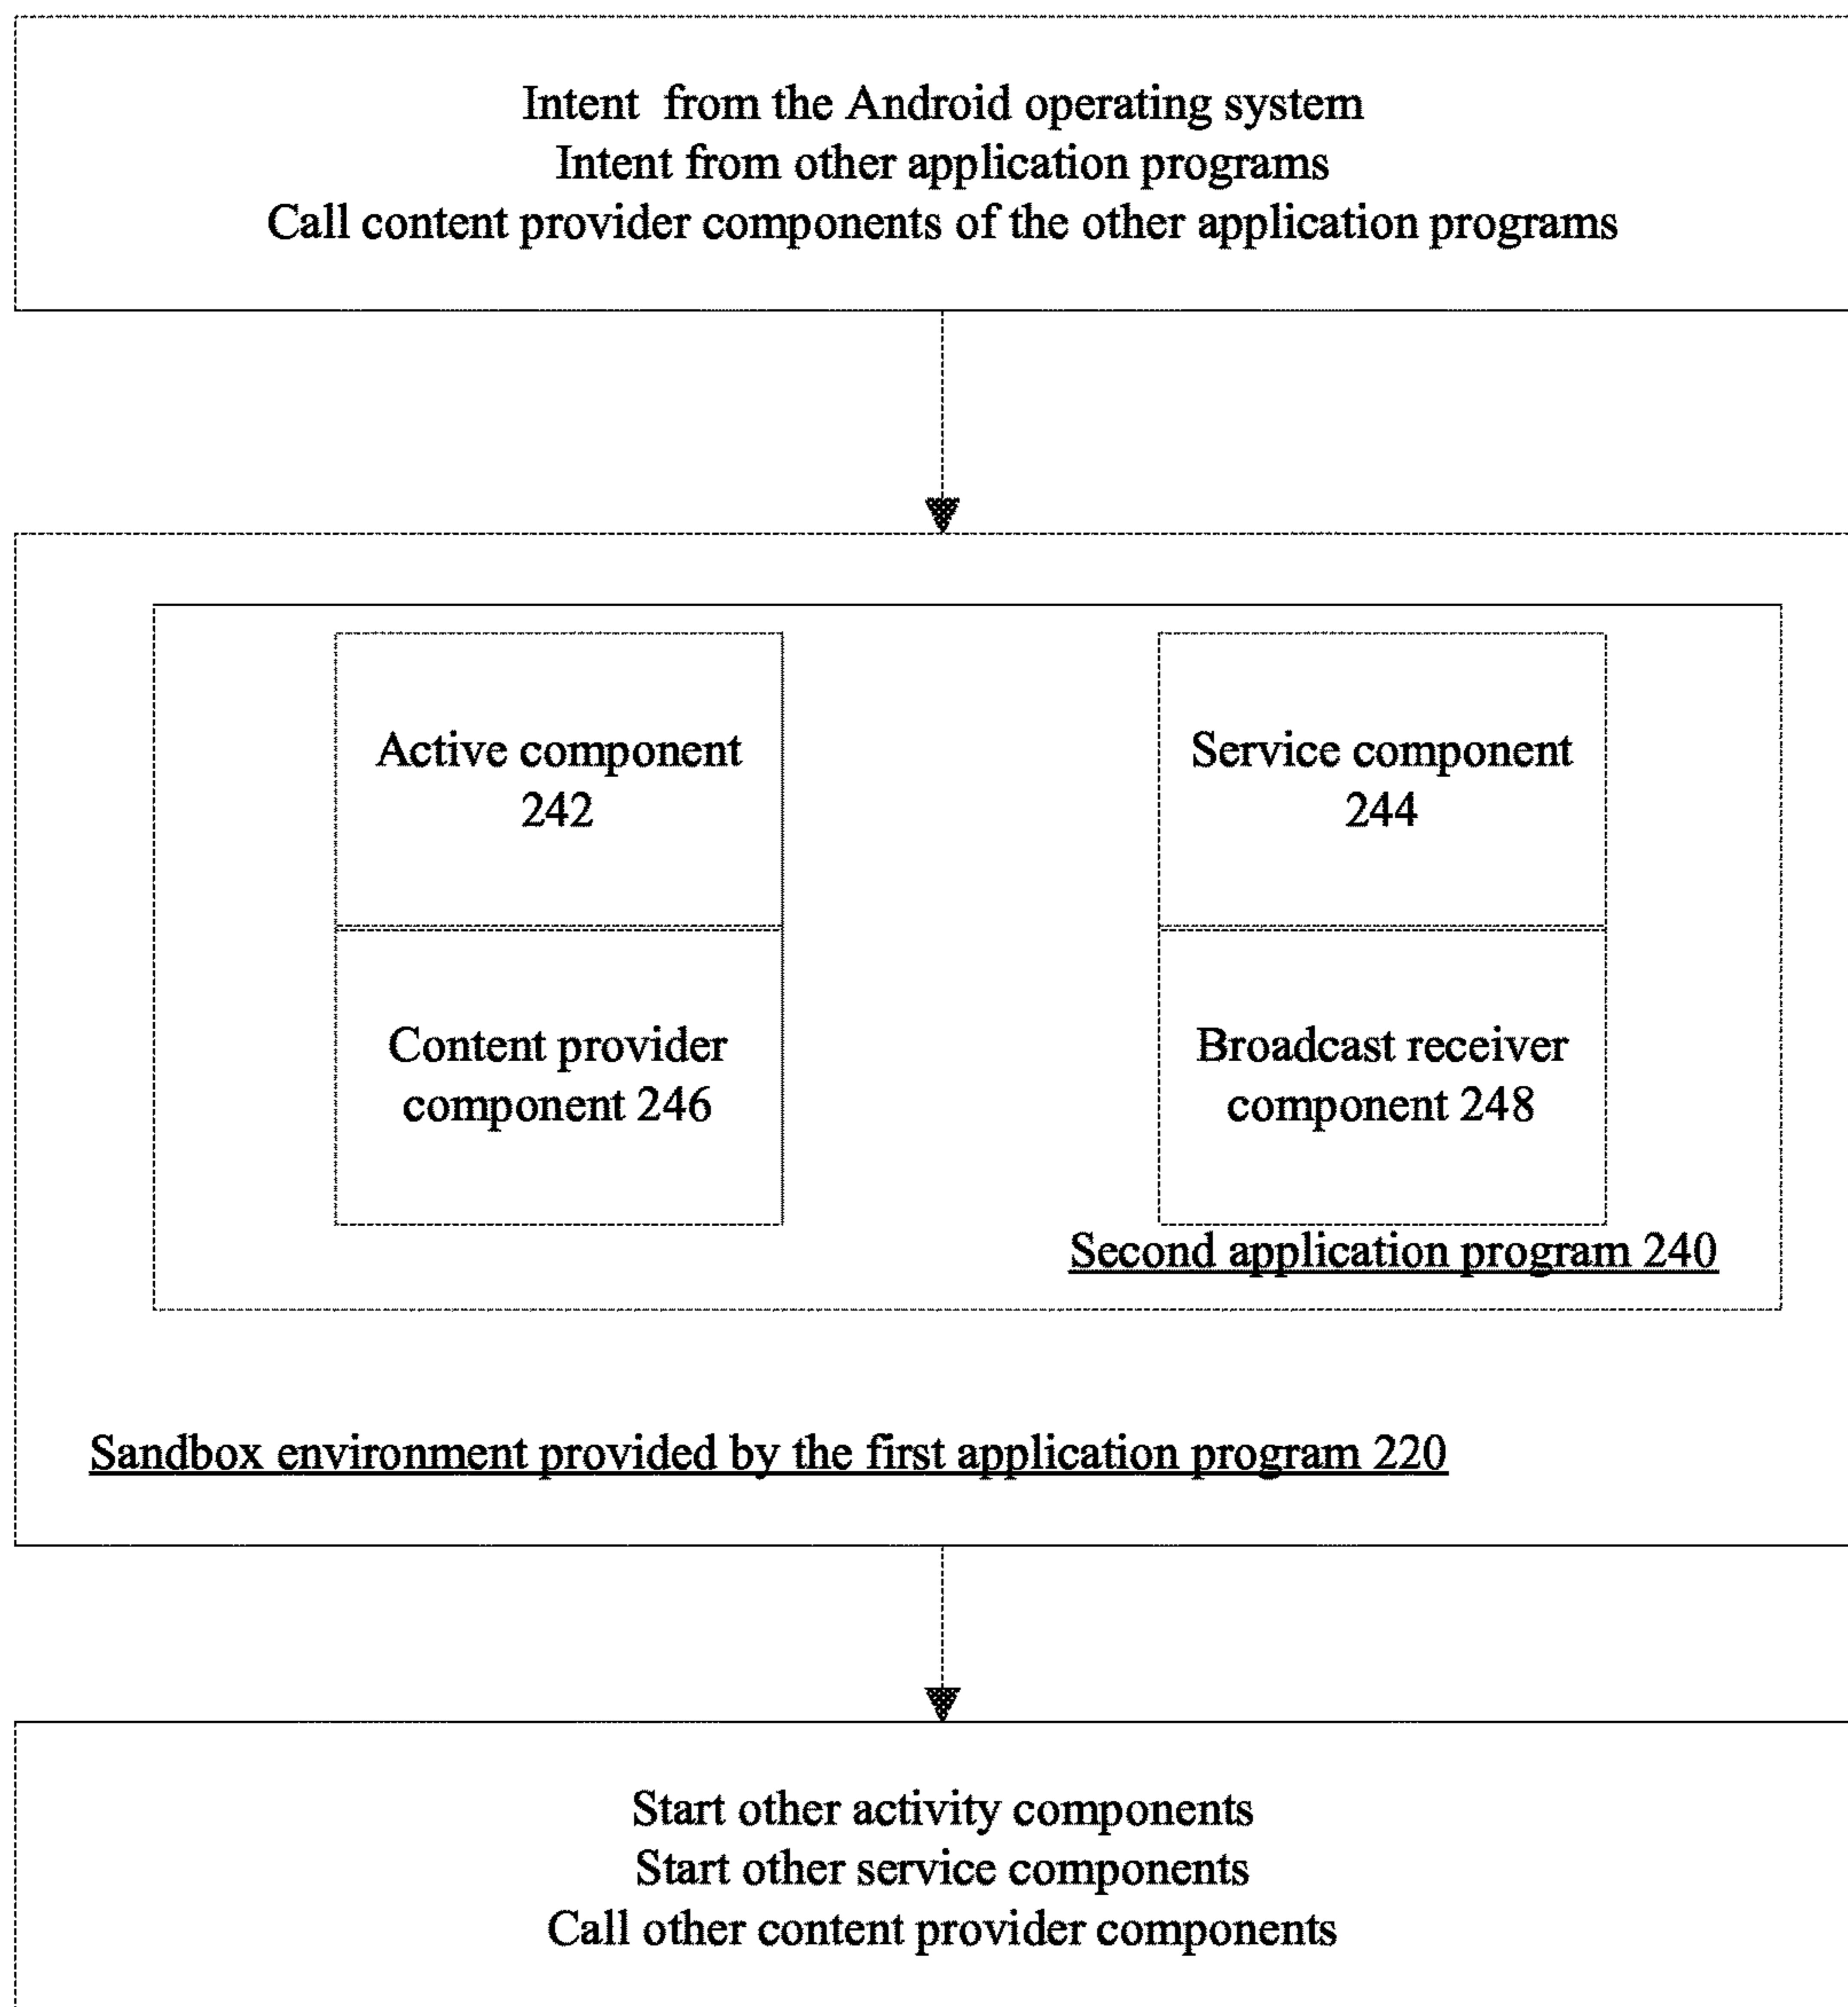 Intent from the Android operating system
Intent from other application programs
Call content provider components of the other application programs
Active component
242
Service component
244
Content provider
component 246
Broadcast receiver
component 248
Second application program 240
Sandbox environment provided by the first application program 220
Start other activity components
Start other service components
Call other content provider components